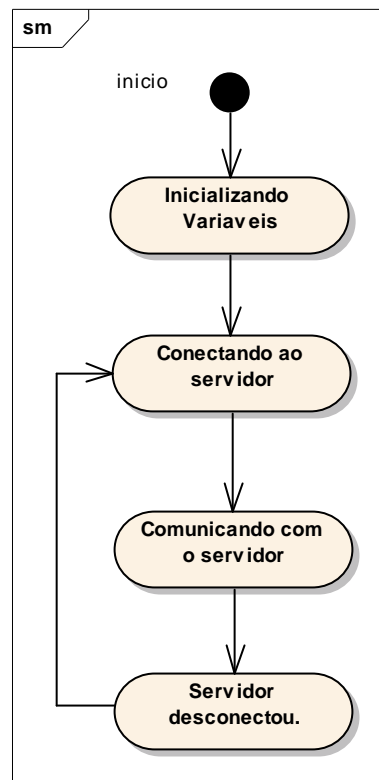 sm
inicio
Inicializando
Variaveis
Conectando ao
servidor
Comunicando com
o servidor
Servidor
desconectou.